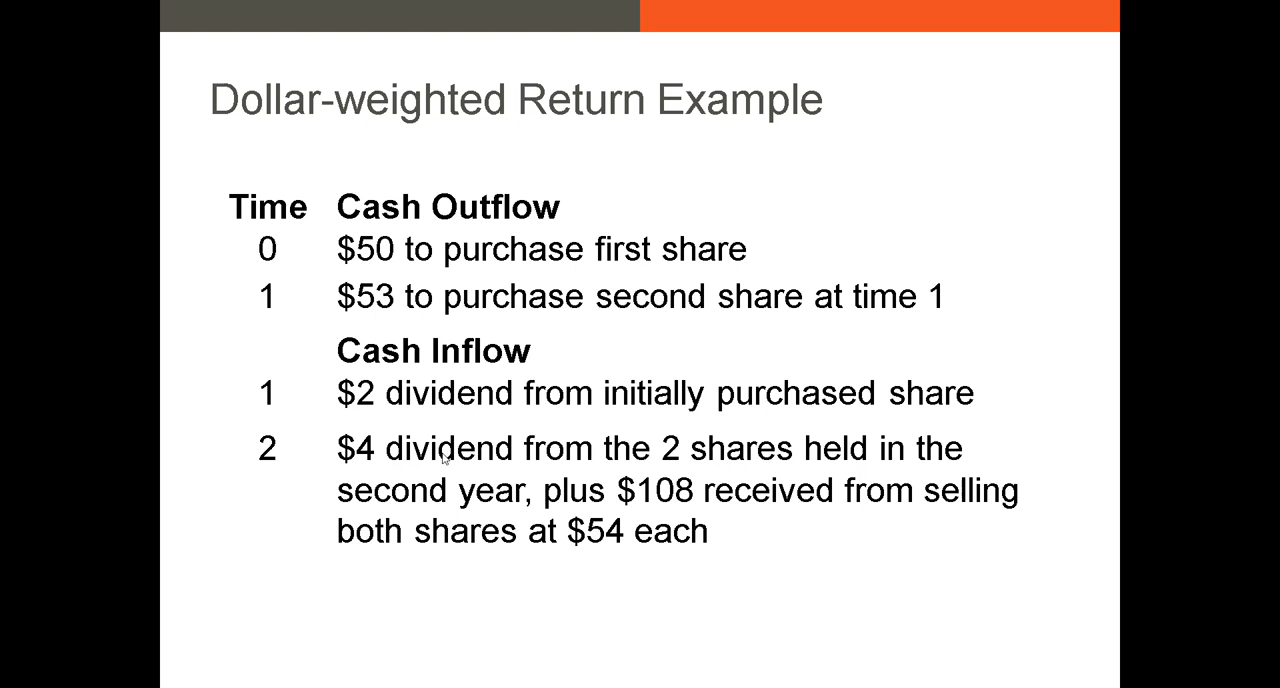 Dollar-weighted Return Example
Time Cash Outflow
0 $50 to purchase first share
1 $53 to purchase second share at time 1
Cash Inflow
1 $2 dividend from initially purchased share
2 $4 dividend from the 2 shares held in the
second year, plus $108 received from selling
both shares at $54 each